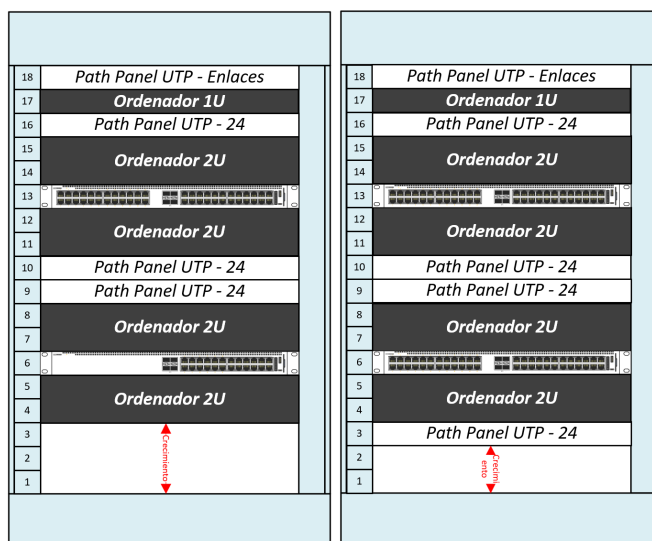 18 Path Panel UTP - Enlaces
17 Ordenador 1U
16 Path Panel UTP - 24
15
Ordenador 2U
14
13
12
Ordenador 2U
11
10 Path Panel UTP - 24
9 Path Panel UTP - 24
8
Ordenador 2U
7
6
5
Ordenador 2U
4
3
2
1
Crecimiento
18 Path Panel UTP - Enlaces
17 Ordenador 1U
16 Path Panel UTP - 24
15
Ordenador 2U
14
13
12
Ordenador 2U
11
10 Path Panel UTP - 24
9 Path Panel UTP - 24
8
Ordenador 2U
7
6
5
Ordenador 2U
4
3 Path Panel UTP - 24
2
1
Crecimi
ento